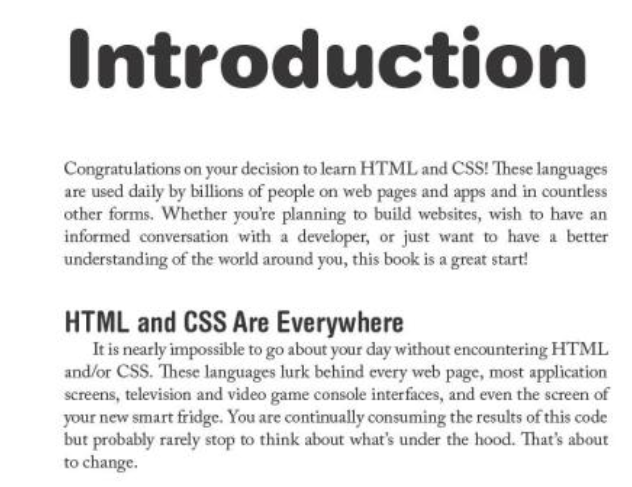 Introduction
Congratulations on your decision to learn HTML and CSS! These languages
are used daily by billions of people on web pages and apps and in countless
other forms. Whether you're planning to build websites, wish to have an
informed conversation with a developer, or just want to have a better
understanding of the world around you, this book is a great start!
HTML and CSS Are Everywhere
It is nearly impossible to go about your day without encountering HTML
and/or CSS. These languages lurk behind every web page, most application
screens, television and video game console interfaces, and even the screen of
your new smart fridge. You are continually consuming the results of this code
but probably rarely stop to think about what's under the hood. That's about
to change.